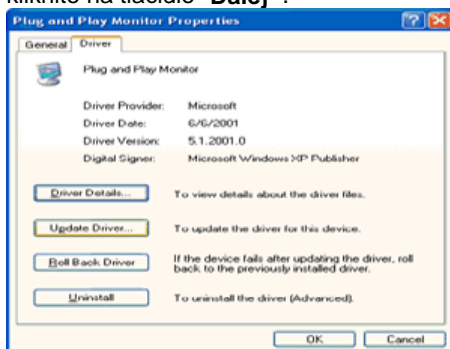 kliknite na tlačidlo "Ďalej".
Plug and Play Monitor Properties
General Driver
Plug and Play Monitor
Driver Provider: Microsoft
Driver Date: 6/6/2001
Driver Version: 5.1.2001.0
Digital Signer: Microsoft Windows XP Publisher
Driver Details... To view details about the driver files.
Update Driver... To update the driver for this device.
Roll Back Driver If the device fails after updating the driver, roll
back to the previously installed driver.
Uninstall To uninstall the driver (Advanced).
OK Cancel